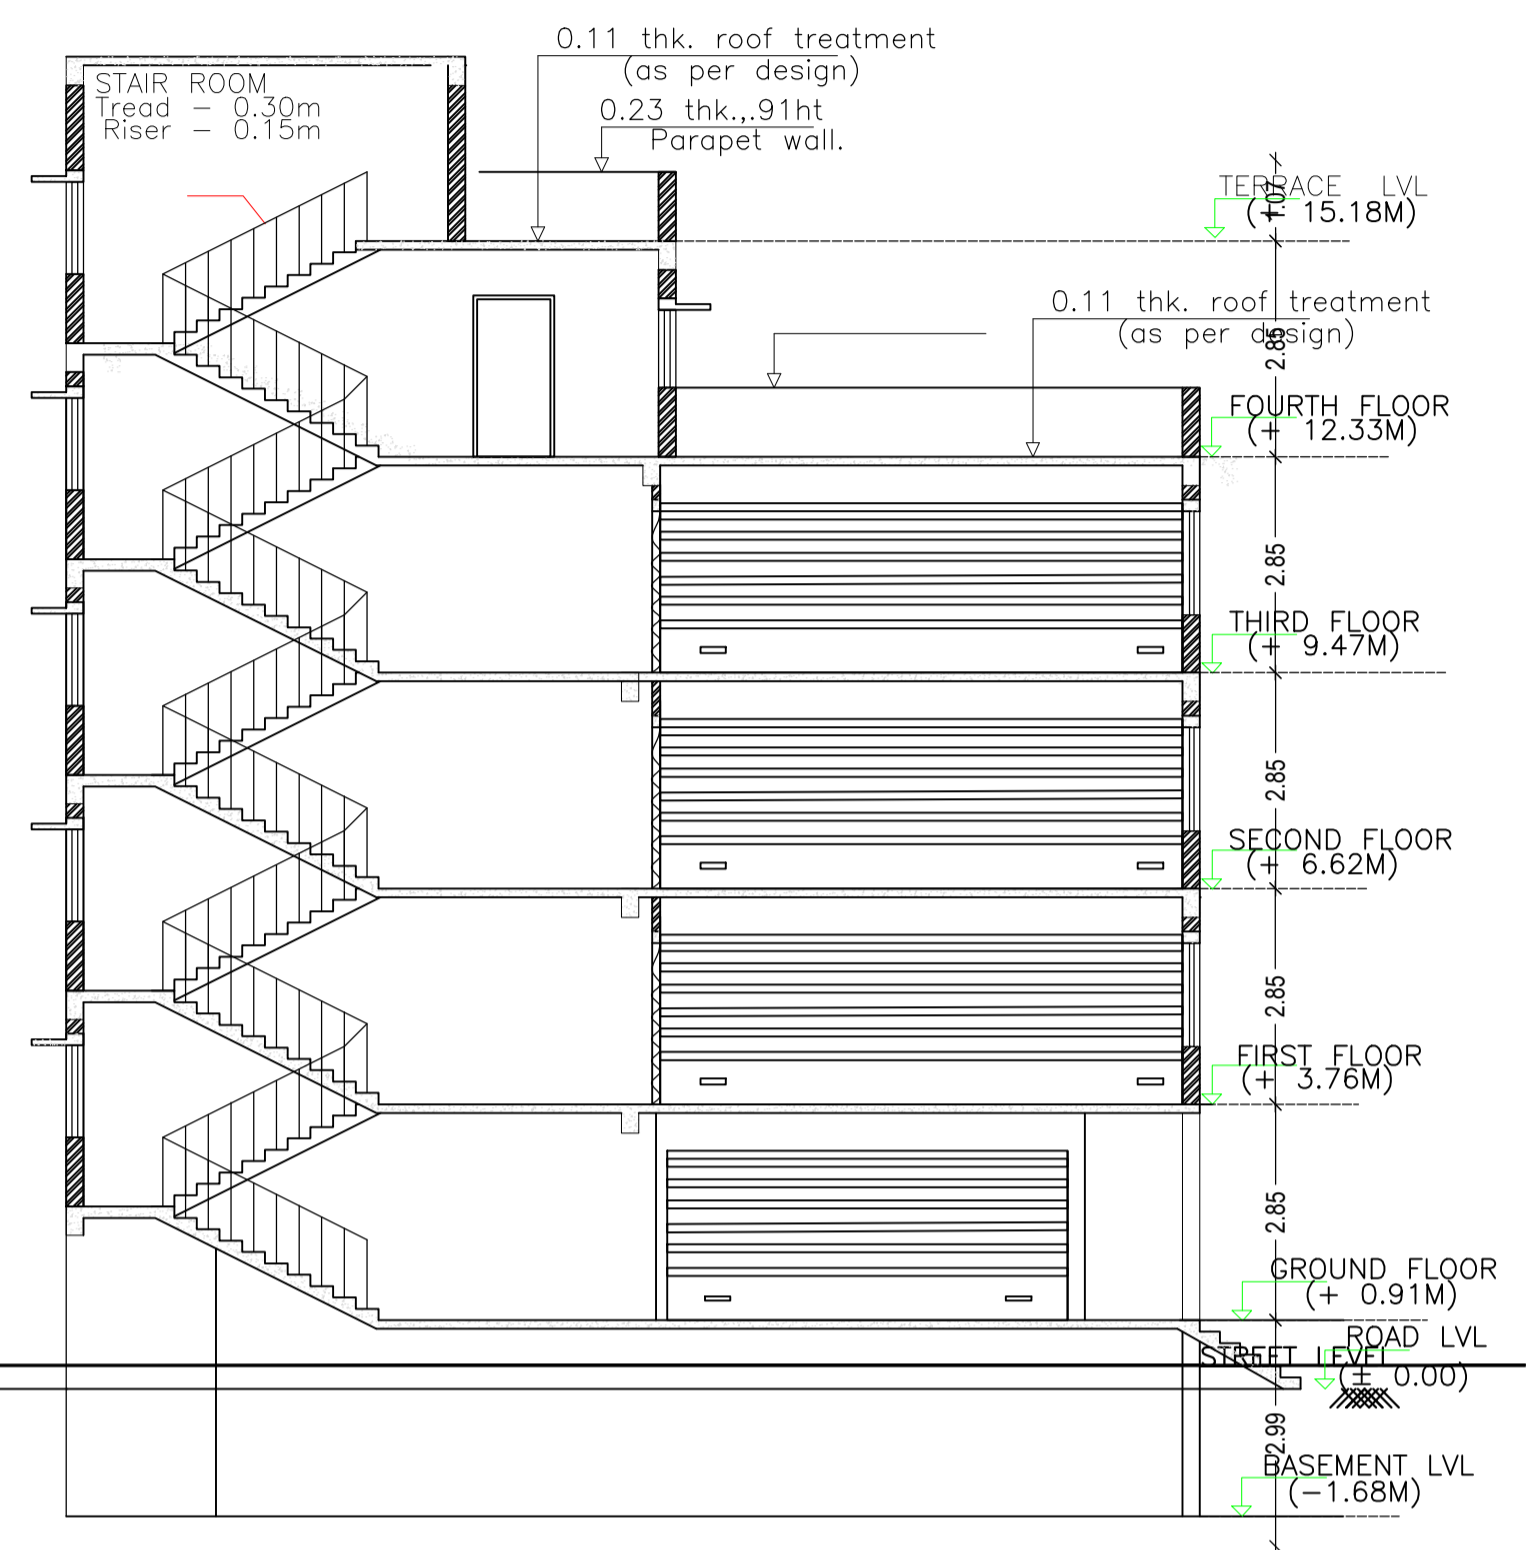 0.11 thk. roof treatment
(as per design)
STAIR ROOM
Tread - 0.30m
Riser - 0.15m
0.23 thk.,.91ht
Parapet wall.
TERRACE LVL
(+ 15.18M)
1.07
0.11 thk. roof treatment
(as per design)
2.85
FOURTH FLOOR
(+ 12.33M)
2.85
THIRD FLOOR
(+ 9.47M)
2.85
SECOND FLOOR
(+ 6.62M)
2.85
FIRST FLOOR
(+ 3.76M)
2.85
GROUND FLOOR
(+ 0.91M)
ROAD LVL
STREET LEVEL
(± 0.00)
2.99
BASEMENT LVL
(-1.68M)